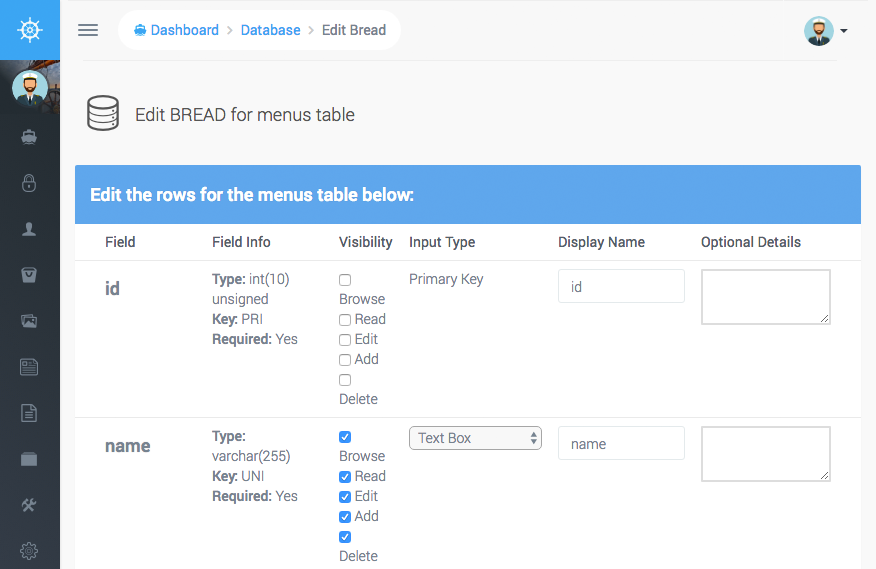 Dashboard > Database > Edit Bread
Edit BREAD for menus table
Edit the rows for the menus table below:
Field Field Info Visibility Input Type Display Name Optional Details
id
Type: int(10)
unsigned
Key: PRI
Required: Yes
Browse
Read
Edit
Add
Delete
Primary Key
id
name
Type:
varchar(255)
Key: UNI
Required: Yes
Browse
Read
Edit
Add
Delete
Text Box
name